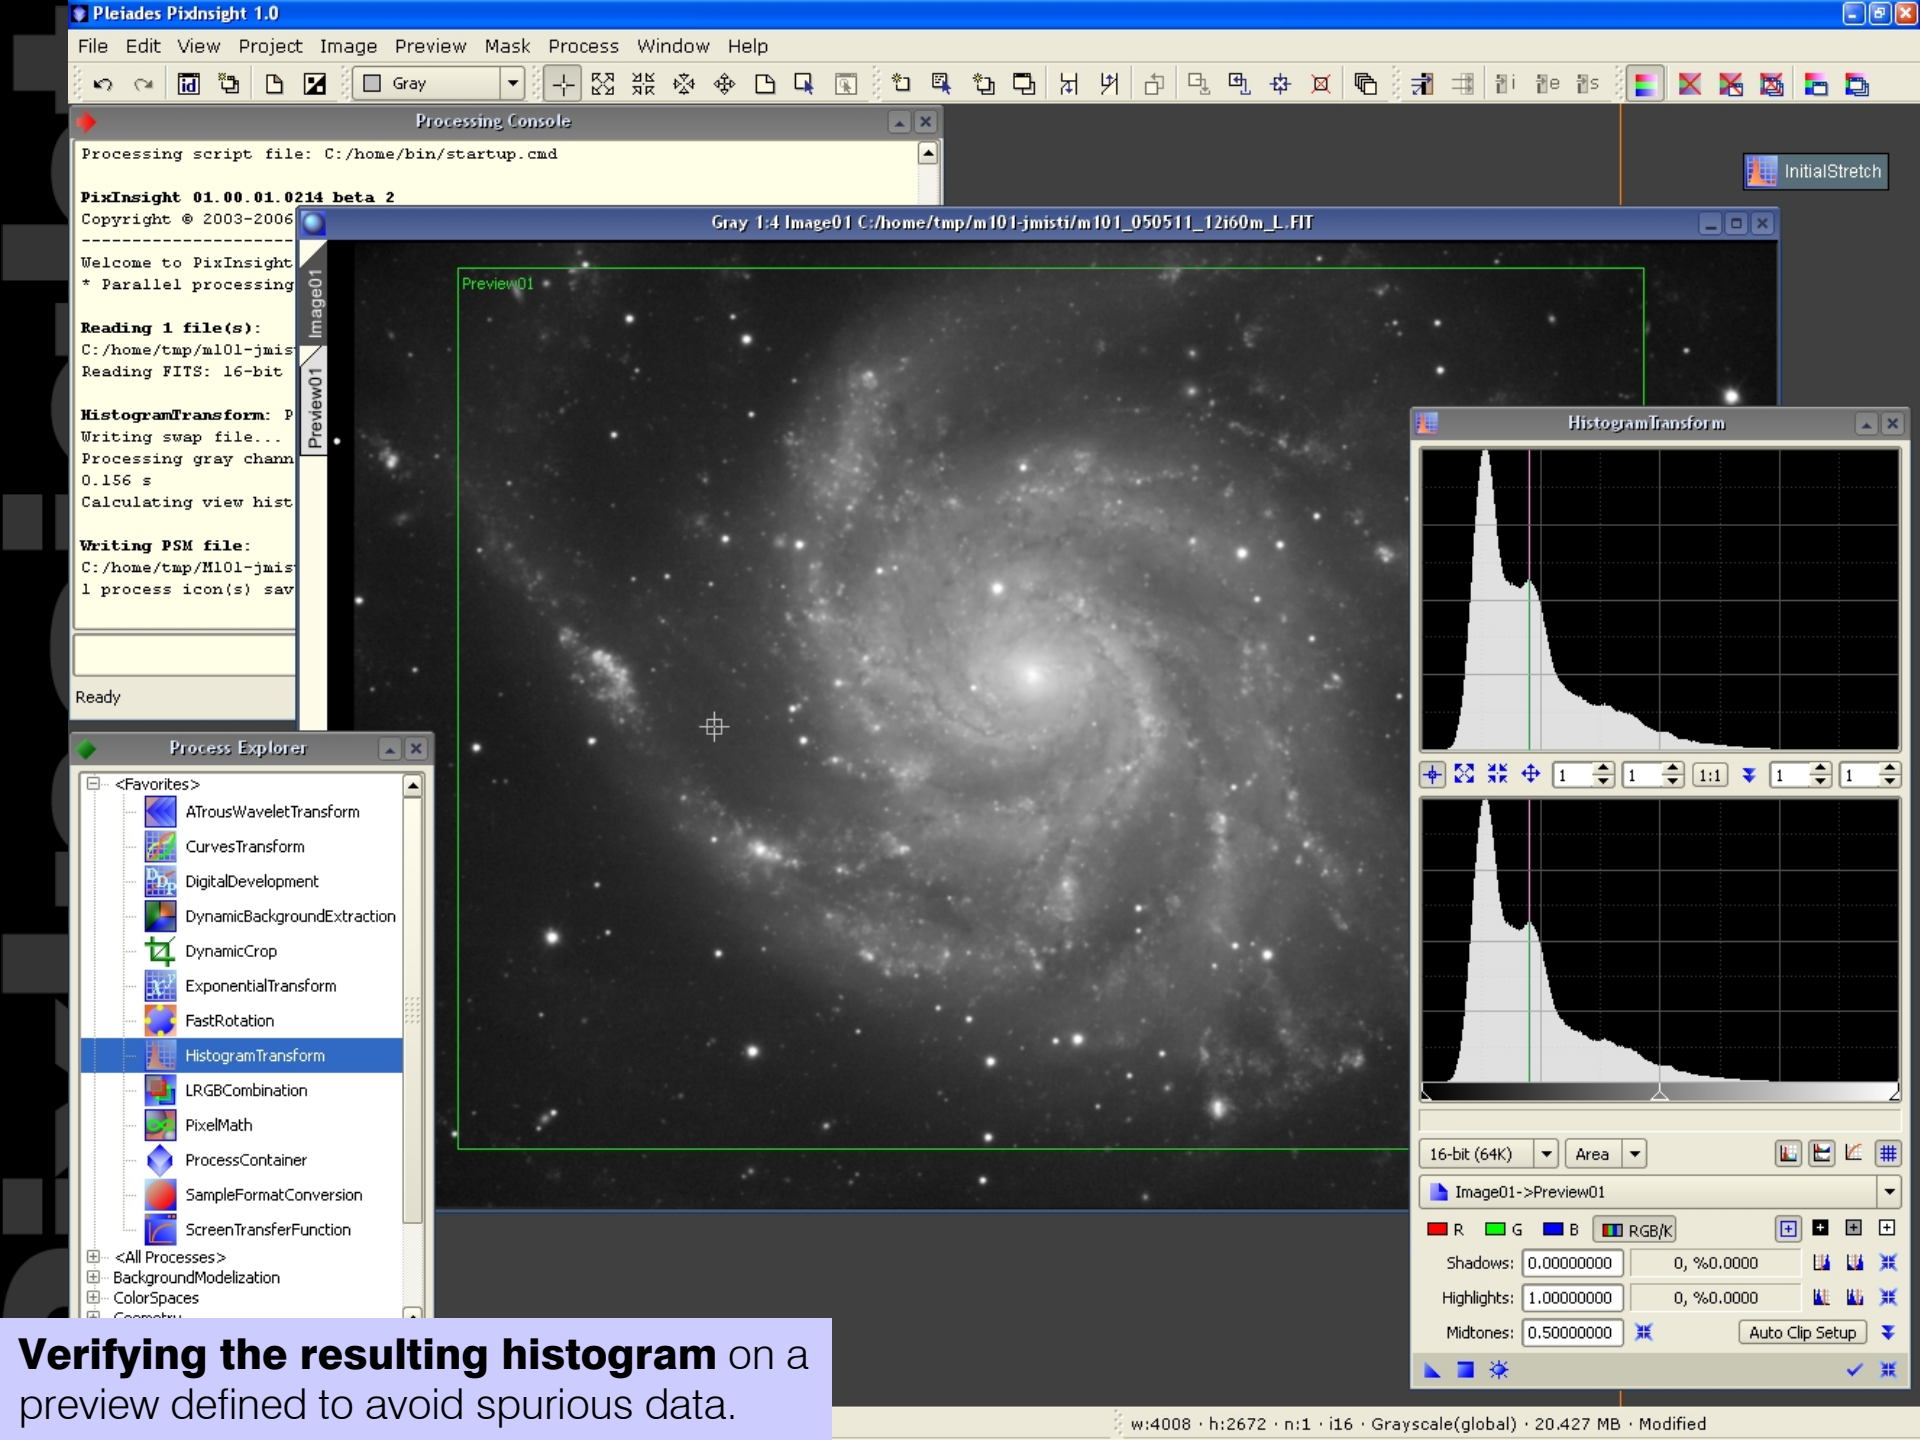 Pleiades PixInsight 1.0
File Edit View Project Image Preview Mask Process Window Help
Gray
Processing Console
Processing script file: C:/home/bin/startup.cmd
PixInsight 01.00.01.0214 beta 2
Copyright © 2003-2006
Welcome to PixInsight
* Parallel processing
Reading 1 file(s):
C:/home/tmp/m101-jmis
Reading FITS: 16-bit
HistogramTransform: P
Writing swap file...
Processing gray chann
0.156 s
Calculating view hist
Writing PSM file:
C:/home/tmp/M101-jmis
1 process icon(s) sav
Ready
InitialStretch
Gray 1:4 Image01 C:/home/tmp/m101-jmisti/m101_050511_12i60m_L.FIT
Image01
Preview01
Preview01
Process Explorer
<Favorites>
ATrousWaveletTransform
CurvesTransform
DigitalDevelopment
DynamicBackgroundExtraction
DynamicCrop
ExponentialTransform
FastRotation
HistogramTransform
LRGBCombination
PixelMath
ProcessContainer
SampleFormatConversion
ScreenTransferFunction
<All Processes>
BackgroundModelization
ColorSpaces
Geometry
HistogramTransform
1 1 1:1 1 1
16-bit (64K) Area
Image01->Preview01
R G B RGB/K
Shadows: 0.00000000 0, %0.0000
Highlights: 1.00000000 0, %0.0000
Midtones: 0.50000000 Auto Clip Setup
Verifying the resulting histogram on a
preview defined to avoid spurious data.
w:4008 · h:2672 · n:1 · i16 · Grayscale(global) · 20.427 MB · Modified